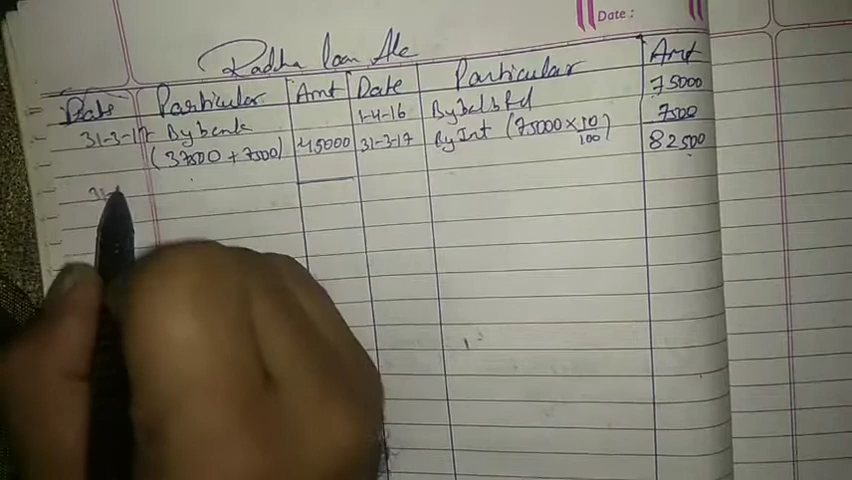 Date:
Radha loan A/c
Date Particular Amt Date Particular Amt
1-4-16 By bal b/d 75000
31-3-17 By bank 45000 31-3-17 By Int (75000 × 10/100) 7500
(37500 + 7500) 82500